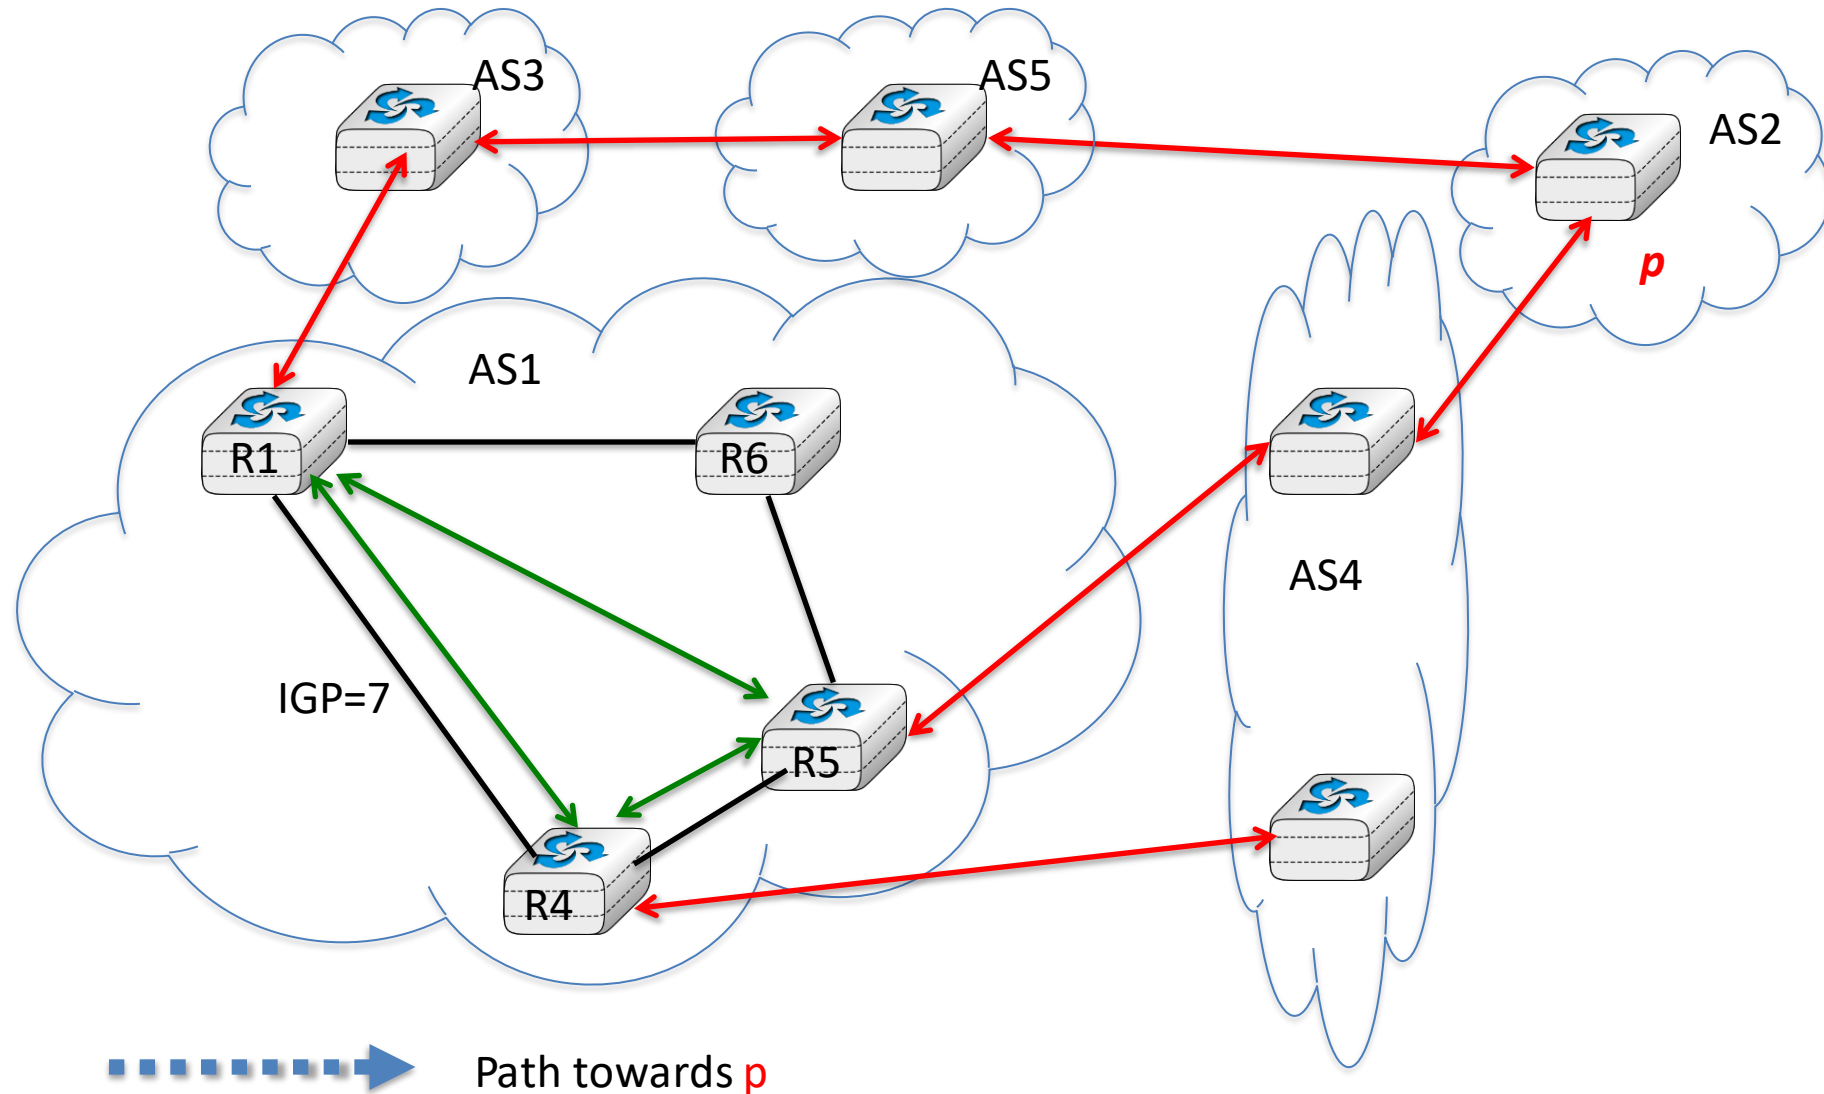 AS3
AS5
AS2
p
AS1
R1
R6
AS4
IGP=7
R5
R4
Path towards p